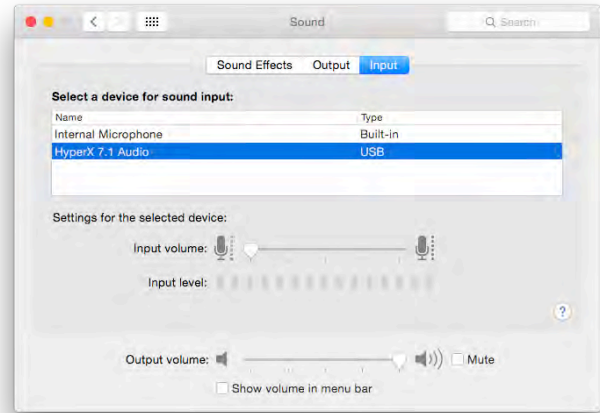 Sound
Search
Sound Effects Output Input
Select a device for sound input:
Name Type
Internal Microphone Built-in
HyperX 7.1 Audio USB
Settings for the selected device:
Input volume:
Input level:
?
Output volume: Mute
Show volume in menu bar